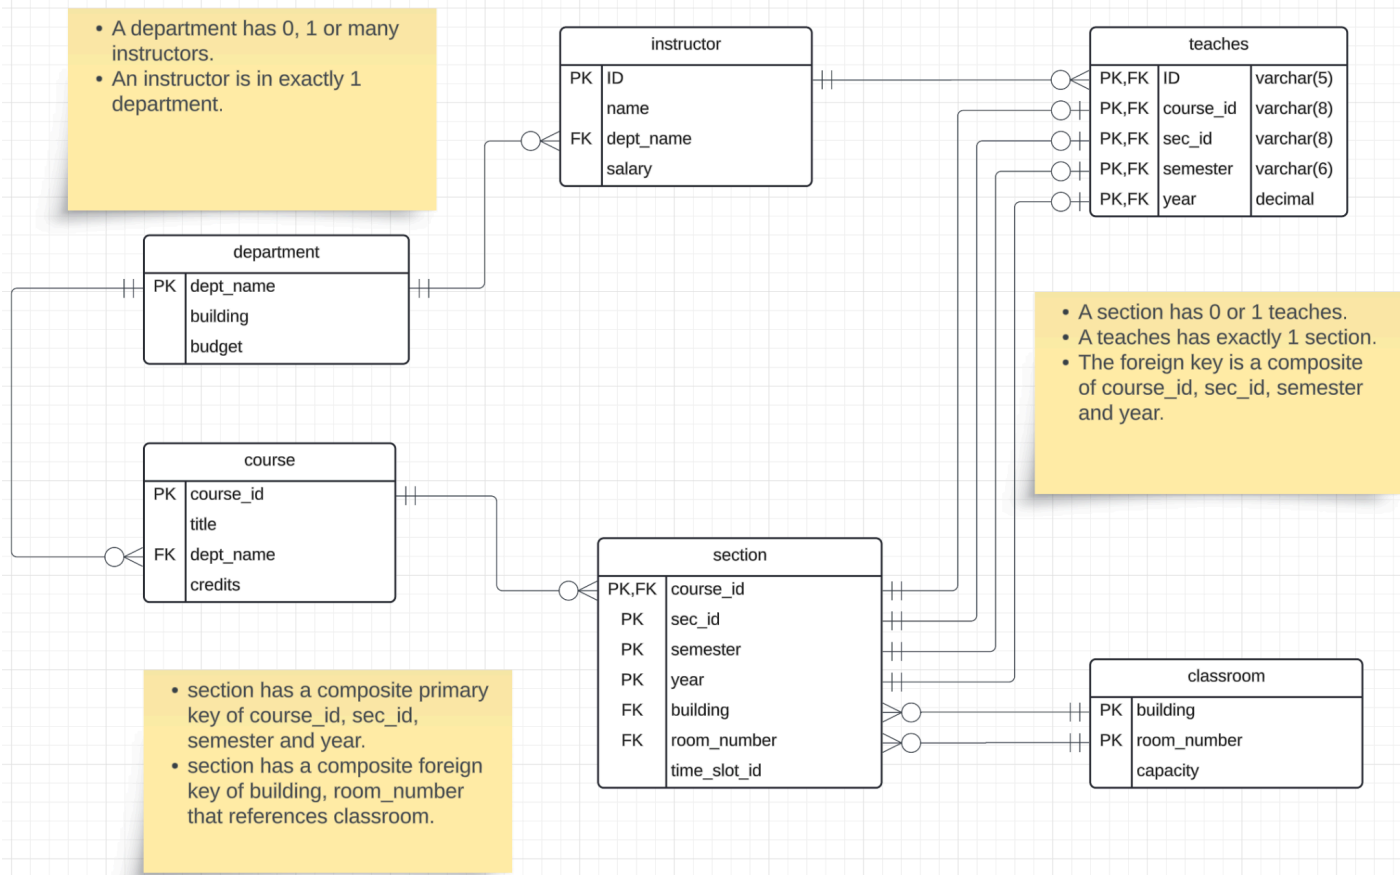 • A department has 0, 1 or many
instructors.
• An instructor is in exactly 1
department.
instructor
PK ID
name
FK dept_name
salary
teaches
PK,FK ID varchar(5)
PK,FK course_id varchar(8)
PK,FK sec_id varchar(8)
PK,FK semester varchar(6)
PK,FK year decimal
department
PK dept_name
building
budget
• A section has 0 or 1 teaches.
• A teaches has exactly 1 section.
• The foreign key is a composite
of course_id, sec_id, semester
and year.
course
PK course_id
title
FK dept_name
credits
section
PK,FK course_id
PK sec_id
PK semester
PK year
FK building
FK room_number
time_slot_id
classroom
PK building
PK room_number
capacity
• section has a composite primary
key of course_id, sec_id,
semester and year.
• section has a composite foreign
key of building, room_number
that references classroom.